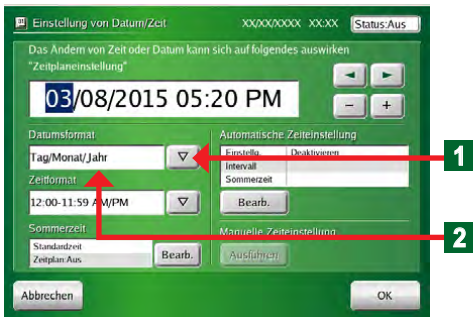 Einstellung von Datum/Zeit XX/XX/XXXX XX:XX Status:Aus
Das Ändern von Zeit oder Datum kann sich auf folgendes auswirken
"Zeitplaneinstellung"
03/08/2015 05:20 PM
- +
Datumsformat
Tag/Monat/Jahr
Zeitformat
12:00-11:59 AM/PM
Sommerzeit
Standardzeit
Zeitplan:Aus
Bearb.
Automatische Zeiteinstellung
Einstellg. Deaktivieren
Intervall
Sommerzeit
Bearb.
Manuelle Zeiteinstellung
Ausführen
1
2
Abbrechen OK